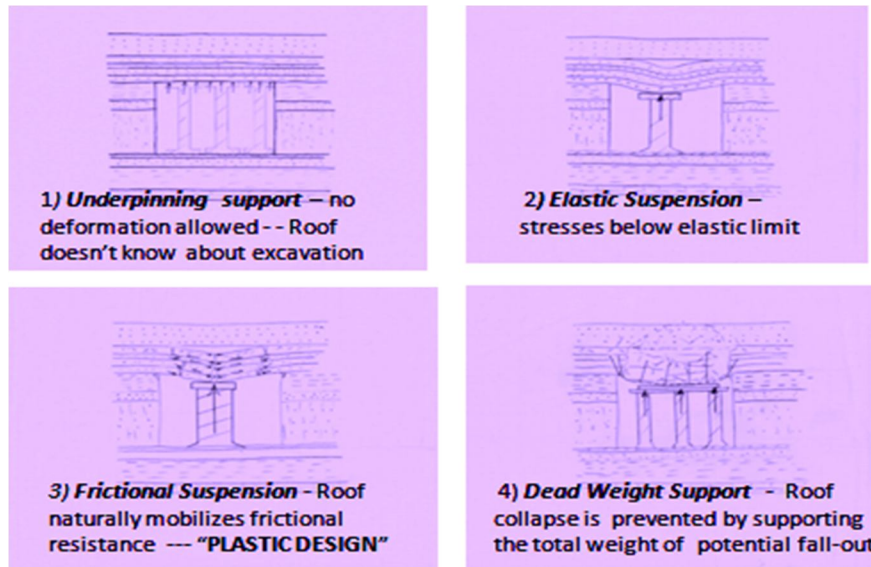 1) Underpinning support – no
deformation allowed - - Roof
doesn't know about excavation
2) Elastic Suspension –
stresses below elastic limit
3) Frictional Suspension - Roof
naturally mobilizes frictional
resistance --- “PLASTIC DESIGN”
4) Dead Weight Support - Roof
collapse is prevented by supporting
the total weight of potential fall-out